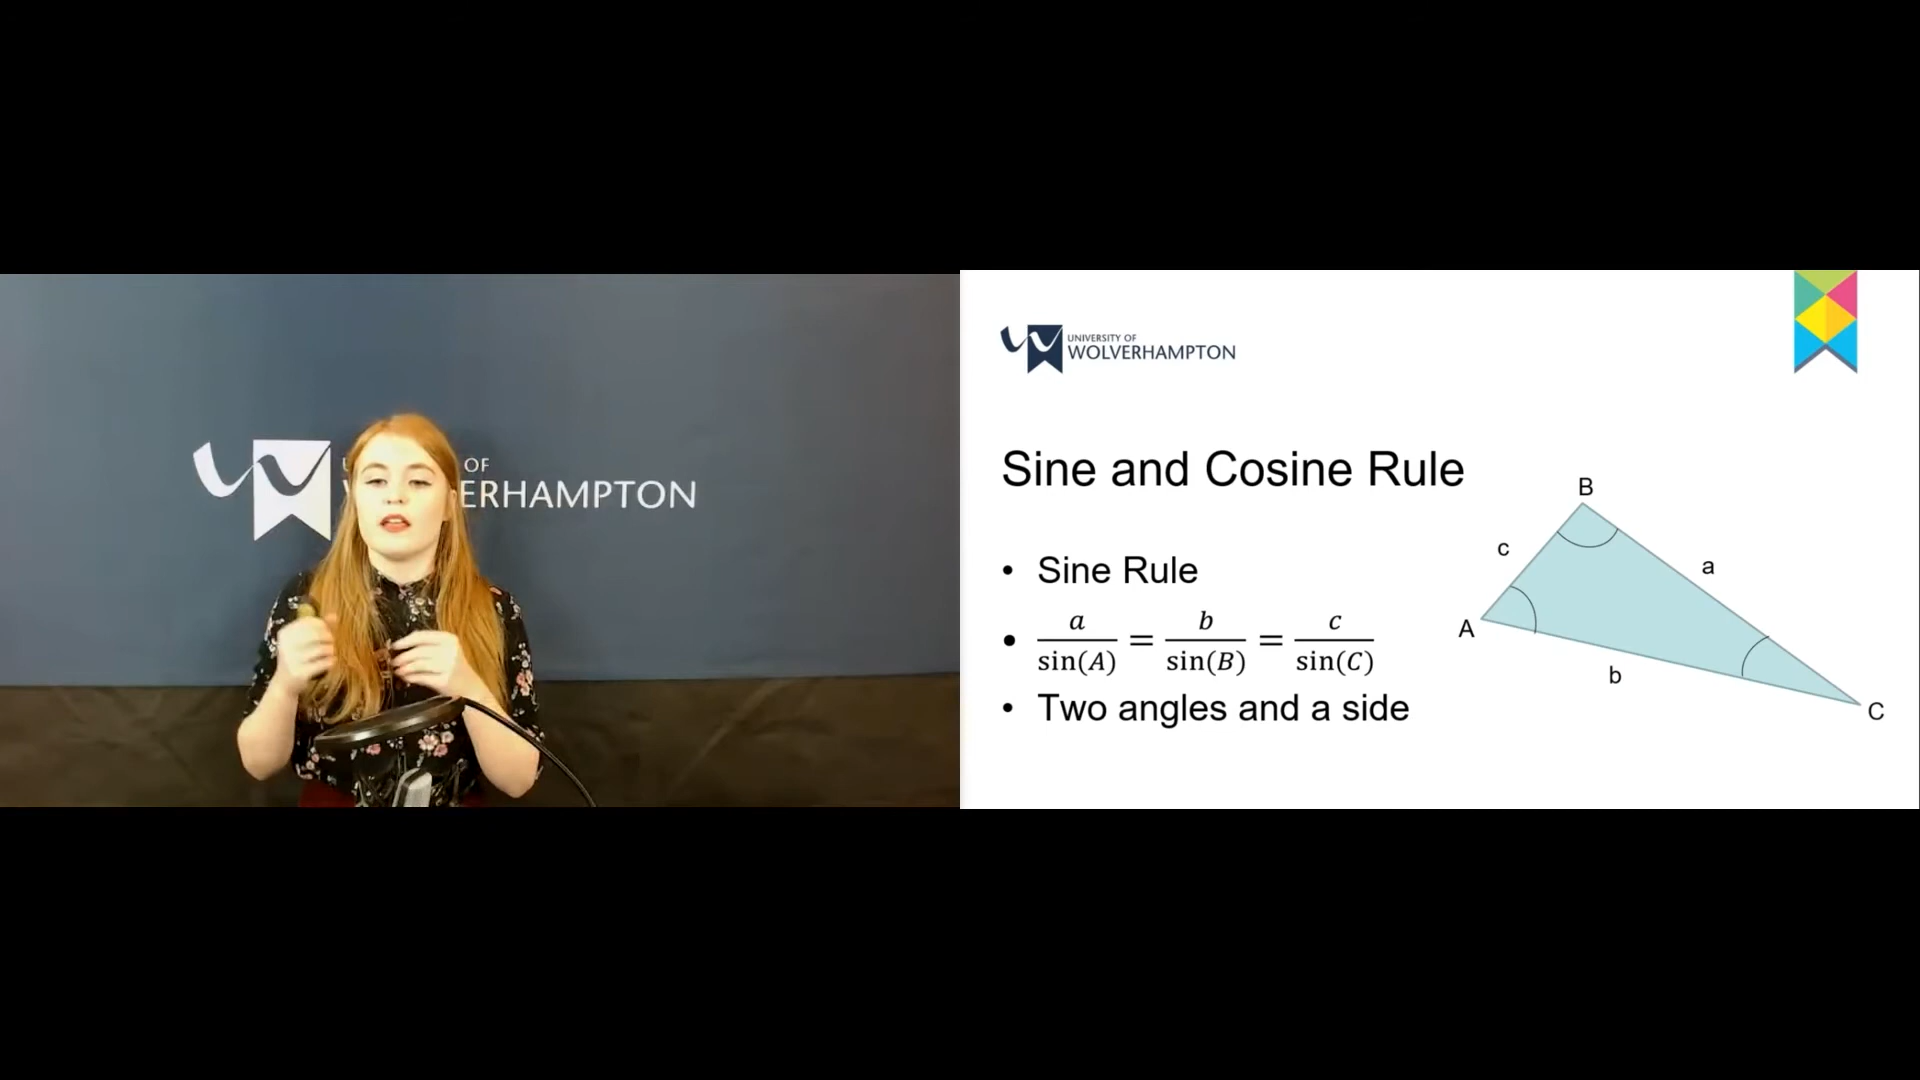 OF
ERHAMPTON
UNIVERSITY OF
WOLVERHAMPTON
Sine and Cosine Rule
• Sine Rule
• a/sin(A) = b/sin(B) = c/sin(C)
• Two angles and a side
B
c
a
A
b
C